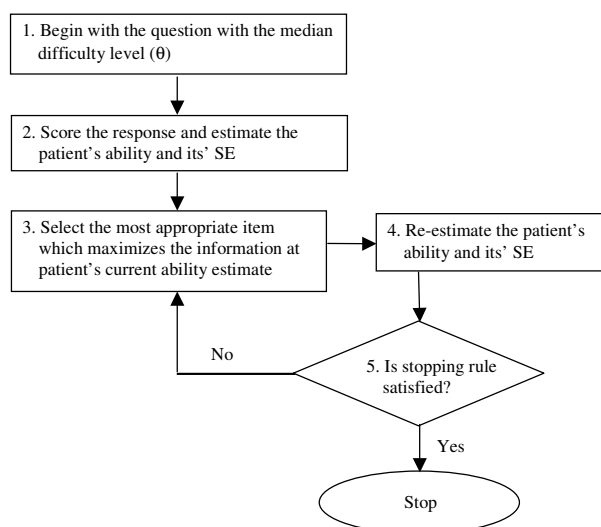 1. Begin with the question with the median
difficulty level (θ)
2. Score the response and estimate the
patient's ability and its' SE
3. Select the most appropriate item
which maximizes the information at
patient's current ability estimate
4. Re-estimate the patient's
ability and its' SE
No
5. Is stopping rule
satisfied?
Yes
Stop